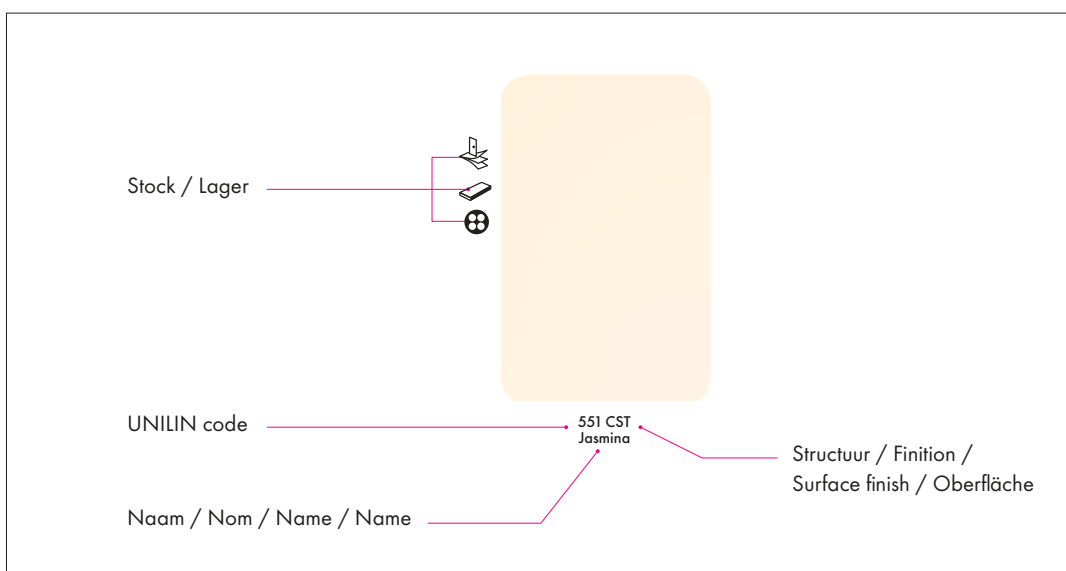 Stock / Lager
UNILIN code
551 CST
Jasmina
Structuur / Finition /
Surface finish / Oberfläche
Naam / Nom / Name / Name